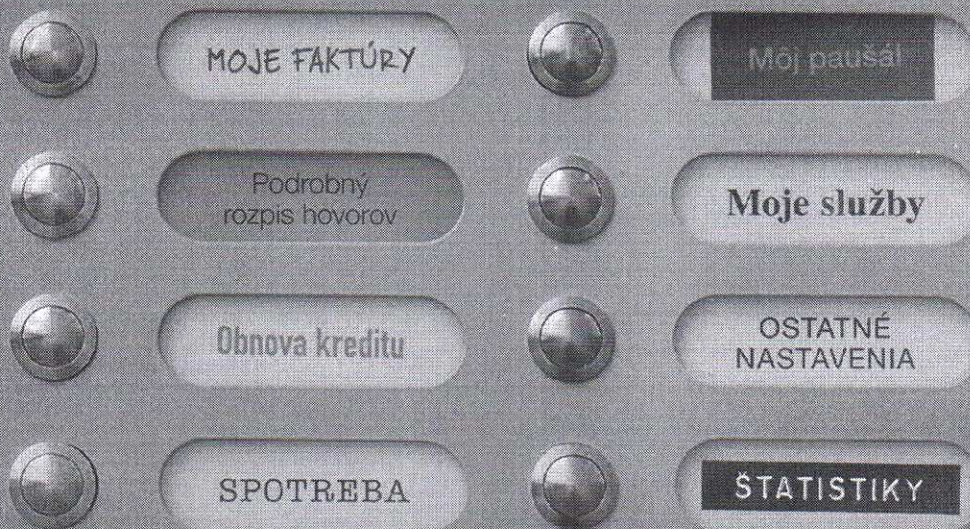 MOJE FAKTÚRY
Môj paušál
Podrobný
rozpis hovorov
Moje služby
Obnova kreditu
OSTATNÉ
NASTAVENIA
SPOTREBA
ŠTATISTIKY